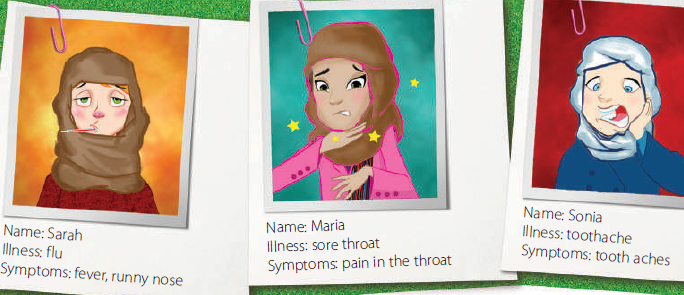 Name: Sarah
Illness: flu
Symptoms: fever, runny nose
Name: Maria
Illness: sore throat
Symptoms: pain in the throat
Name: Sonia
Illness: toothache
Symptoms: tooth aches